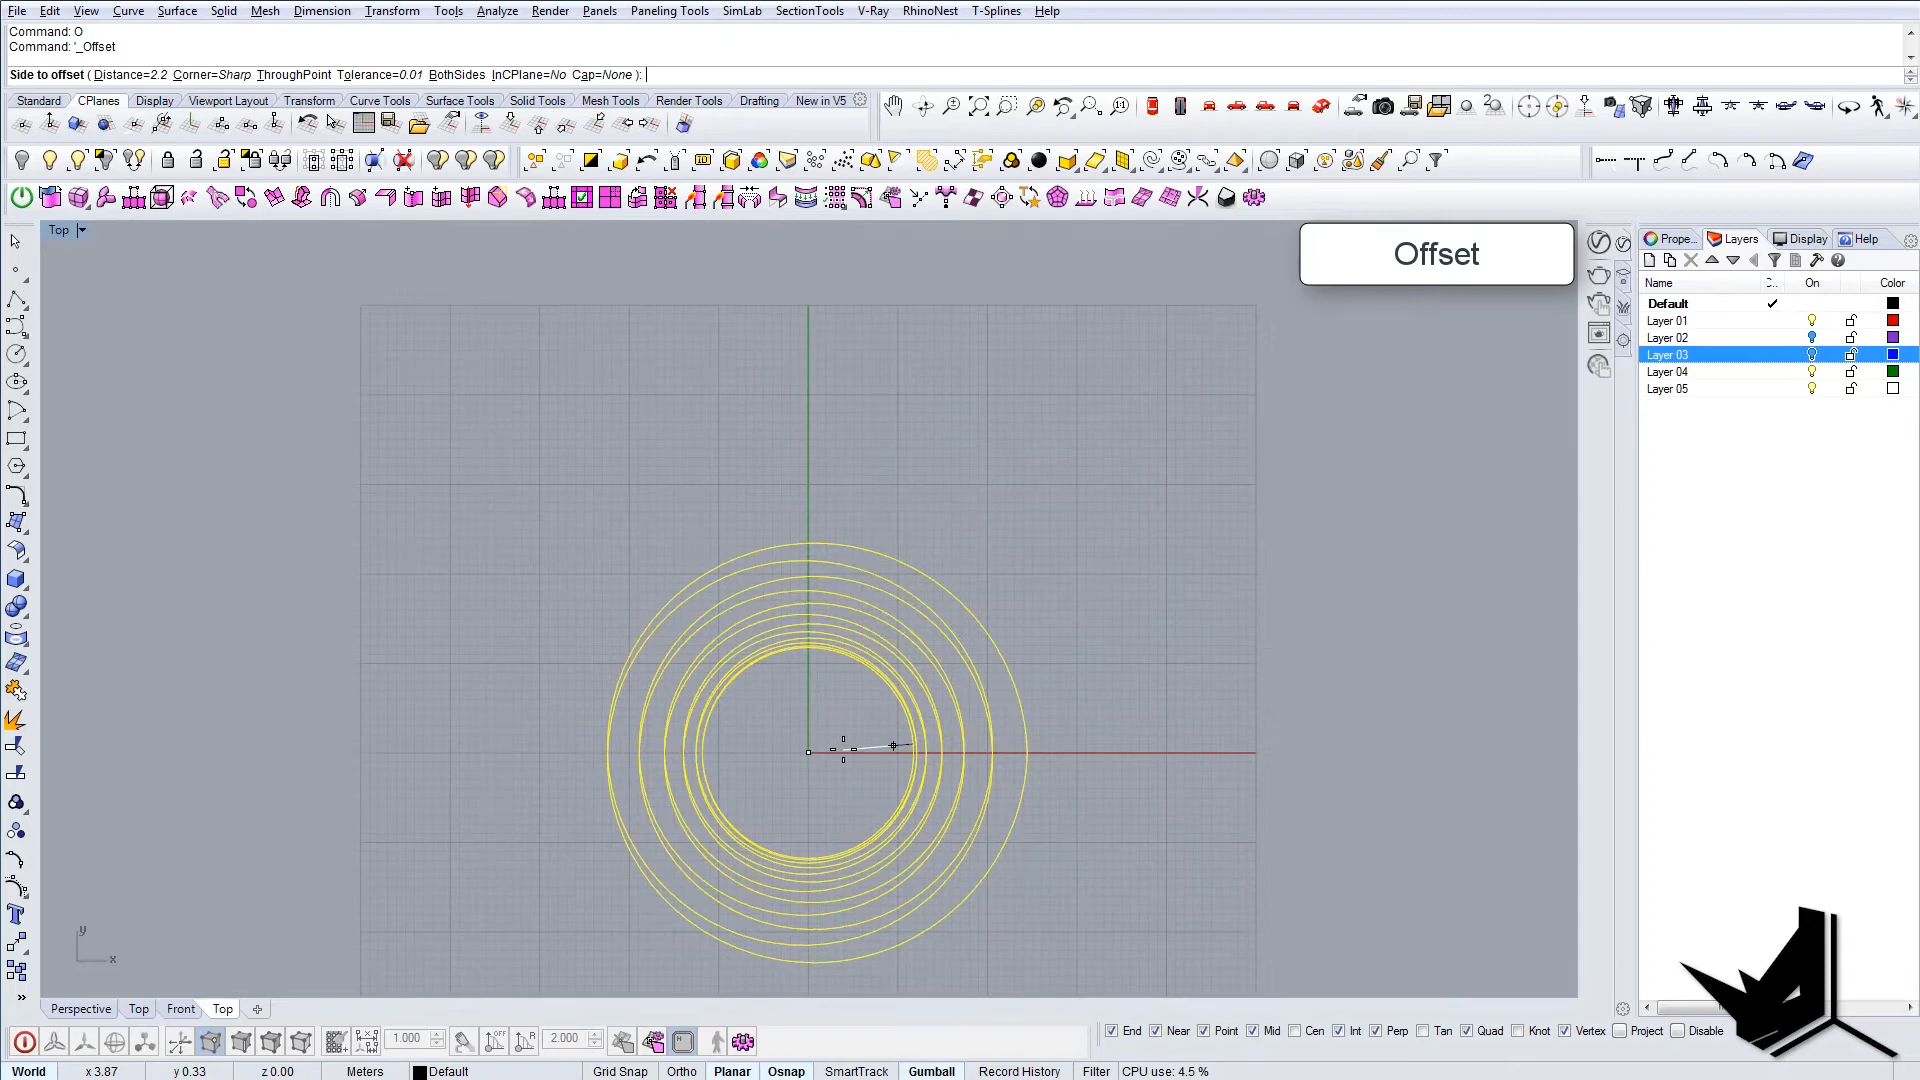 File Edit View Curve Surface Solid Mesh Dimension Transform Tools Analyze Render Panels Paneling Tools SimLab SectionTools V-Ray RhinoNest T-Splines Help
Command: O
Command: '_Offset
Side to offset ( Distance=2.2 Corner=Sharp ThroughPoint Tolerance=0.01 BothSides InCPlane=No Cap=None ):
Standard CPlanes Display Viewport Layout Transform Curve Tools Surface Tools Solid Tools Mesh Tools Render Tools Drafting New in V5
Top
Offset
Prope... Layers Display Help
Name On Color
Default
Layer 01
Layer 02
Layer 03
Layer 04
Layer 05
y
x
Perspective Top Front Top
1.000 2.000
End Near Point Mid Cen Int Perp Tan Quad Knot Vertex Project Disable
World x 3.87 y 0.33 z 0.00 Meters Default Grid Snap Ortho Planar Osnap SmartTrack Gumball Record History Filter CPU use: 4.5 %